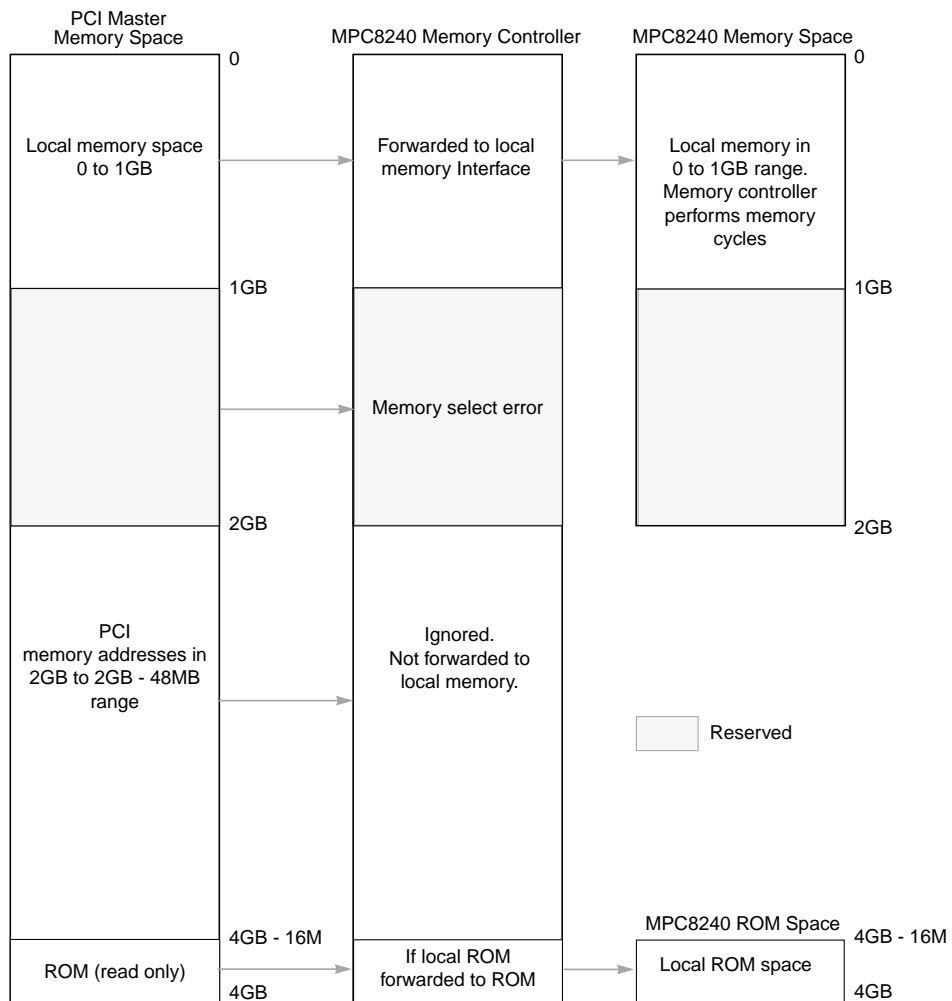 PCI Master
Memory Space
MPC8240 Memory Controller
MPC8240 Memory Space
0
0
Local memory space
0 to 1GB
Forwarded to local
memory Interface
Local memory in
0 to 1GB range.
Memory controller
performs memory
cycles
1GB
1GB
Memory select error
2GB
2GB
PCI
memory addresses in
2GB to 2GB - 48MB
range
Ignored.
Not forwarded to
local memory.
Reserved
MPC8240 ROM Space
4GB - 16M
4GB - 16M
ROM (read only)
If local ROM
forwarded to ROM
Local ROM space
4GB
4GB